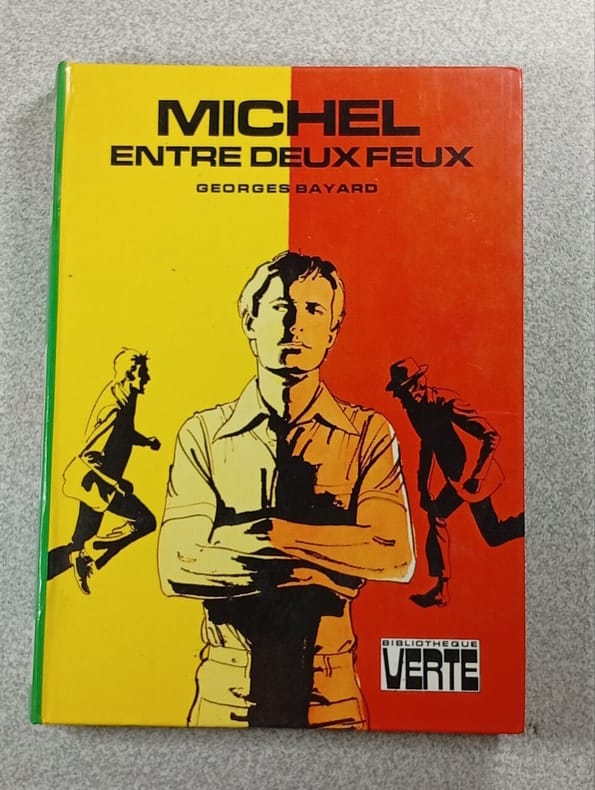 MICHEL
ENTRE DEUX FEUX
GEORGES BAYARD
BIBLIOTHEQUE
VERTE